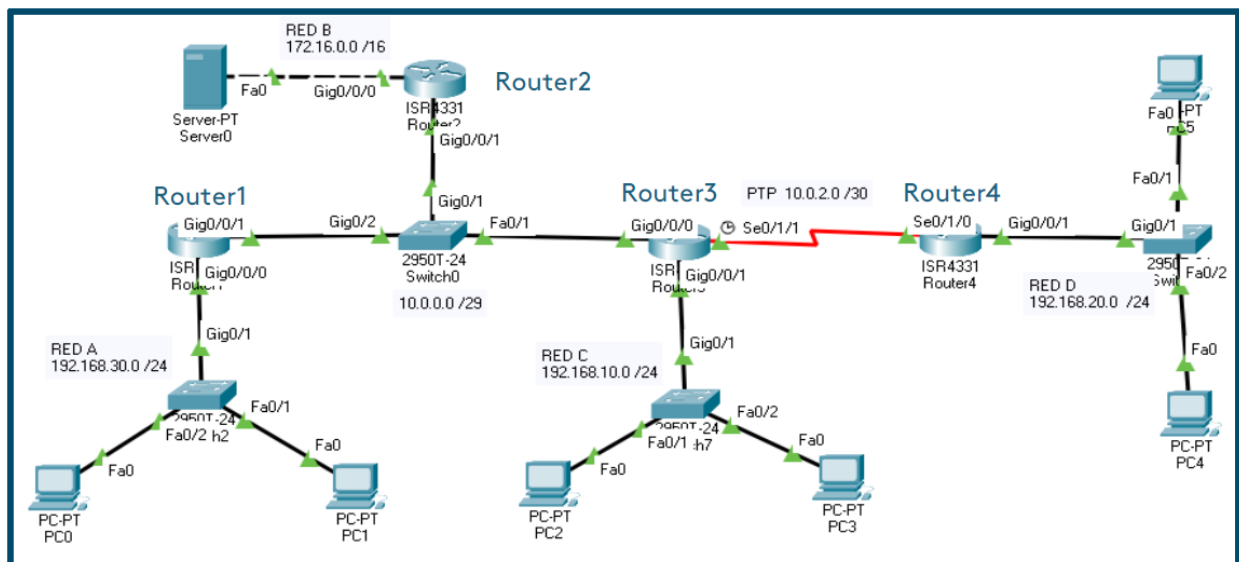 RED B
172.16.0.0 /16
Fa0
Gig0/0/0
Server-PT
Server0
Router2
ISR4331
Router2
Gig0/0/1
Gig0/1
Router1
Gig0/0/1
Gig0/2
Fa0/1
2950T-24
Switch0
10.0.0.0 /29
Gig0/0/0
Gig0/1
RED A
192.168.30.0 /24
2950T-24
Fa0/1
Fa0/2
Fa0
Fa0
PC-PT
PC0
PC-PT
PC1
Router3
Gig0/0/0
Se0/1/1
PTP 10.0.2.0 /30
Gig0/0/1
Gig0/1
RED C
192.168.10.0 /24
2950T-24
Fa0/2
Fa0/1
Fa0
Fa0
PC-PT
PC2
PC-PT
PC3
Router4
Se0/1/0
Gig0/0/1
ISR4331
Router4
Gig0/1
RED D
192.168.20.0 /24
Fa0
Fa0/1
Fa0/2
Fa0
PC-PT
PC4